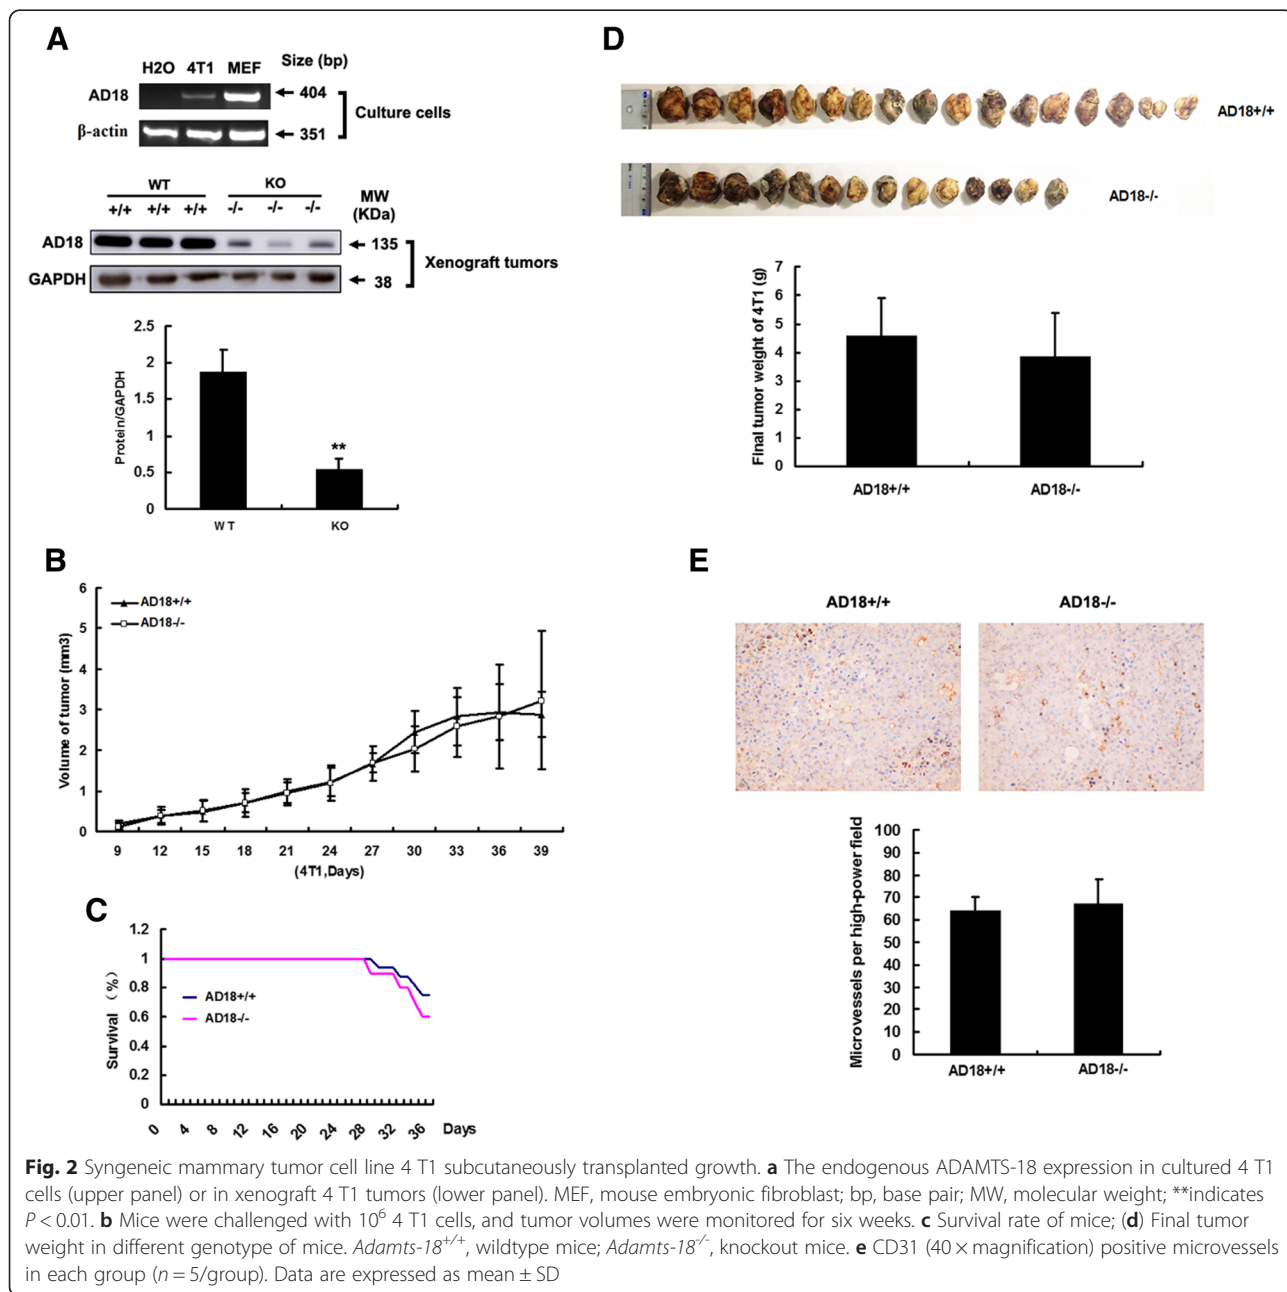 A
H2O 4T1 MEF Size (bp)
AD18 404
β-actin 351
Culture cells
WT KO
+/+ +/+ +/+ -/- -/- -/-
MW
(KDa)
AD18 135
GAPDH 38
Xenograft tumors
Protein/GAPDH
2.5
2
1.5
1
0.5
0
WT KO
**
B
Volume of tumor (mm3)
6
5
4
3
2
1
0
AD18+/+
AD18-/-
9 12 15 18 21 24 27 30 33 36 39
(4T1,Days)
C
Survival (%)
1.2
1
0.8
0.6
0.4
0.2
0
AD18+/+
AD18-/-
0 4 8 12 16 20 24 28 32 36 Days
D
AD18+/+
AD18-/-
Final tumor weight of 4T1 (g)
7
6
5
4
3
2
1
0
AD18+/+ AD18-/-
E
AD18+/+ AD18-/-
Microvessels per high-power field
100
90
80
70
60
50
40
30
20
10
0
AD18+/+ AD18-/-
Fig. 2 Syngeneic mammary tumor cell line 4 T1 subcutaneously transplanted growth. a The endogenous ADAMTS-18 expression in cultured 4 T1
cells (upper panel) or in xenograft 4 T1 tumors (lower panel). MEF, mouse embryonic fibroblast; bp, base pair; MW, molecular weight; **indicates
P < 0.01. b Mice were challenged with 10⁶ 4 T1 cells, and tumor volumes were monitored for six weeks. c Survival rate of mice; (d) Final tumor
weight in different genotype of mice. Adamts-18⁺/⁺, wildtype mice; Adamts-18⁻/⁻, knockout mice. e CD31 (40 × magnification) positive microvessels
in each group (n = 5/group). Data are expressed as mean ± SD